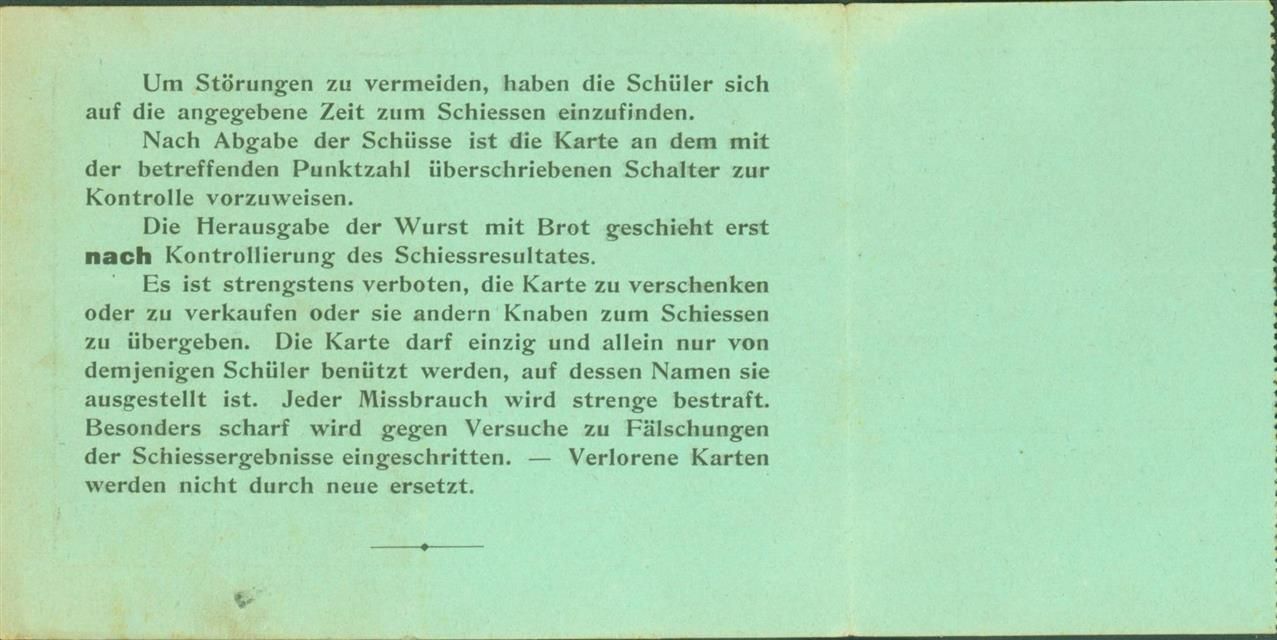 Um Störungen zu vermeiden, haben die Schüler sich
auf die angegebene Zeit zum Schiessen einzufinden.
Nach Abgabe der Schüsse ist die Karte an dem mit
der betreffenden Punktzahl überschriebenen Schalter zur
Kontrolle vorzuweisen.
Die Herausgabe der Wurst mit Brot geschieht erst
nach Kontrollierung des Schiessresultates.
Es ist strengstens verboten, die Karte zu verschenken
oder zu verkaufen oder sie andern Knaben zum Schiessen
zu übergeben. Die Karte darf einzig und allein nur von
demjenigen Schüler benützt werden, auf dessen Namen sie
ausgestellt ist. Jeder Missbrauch wird strenge bestraft.
Besonders scharf wird gegen Versuche zu Fälschungen
der Schiessergebnisse eingeschritten. — Verlorene Karten
werden nicht durch neue ersetzt.